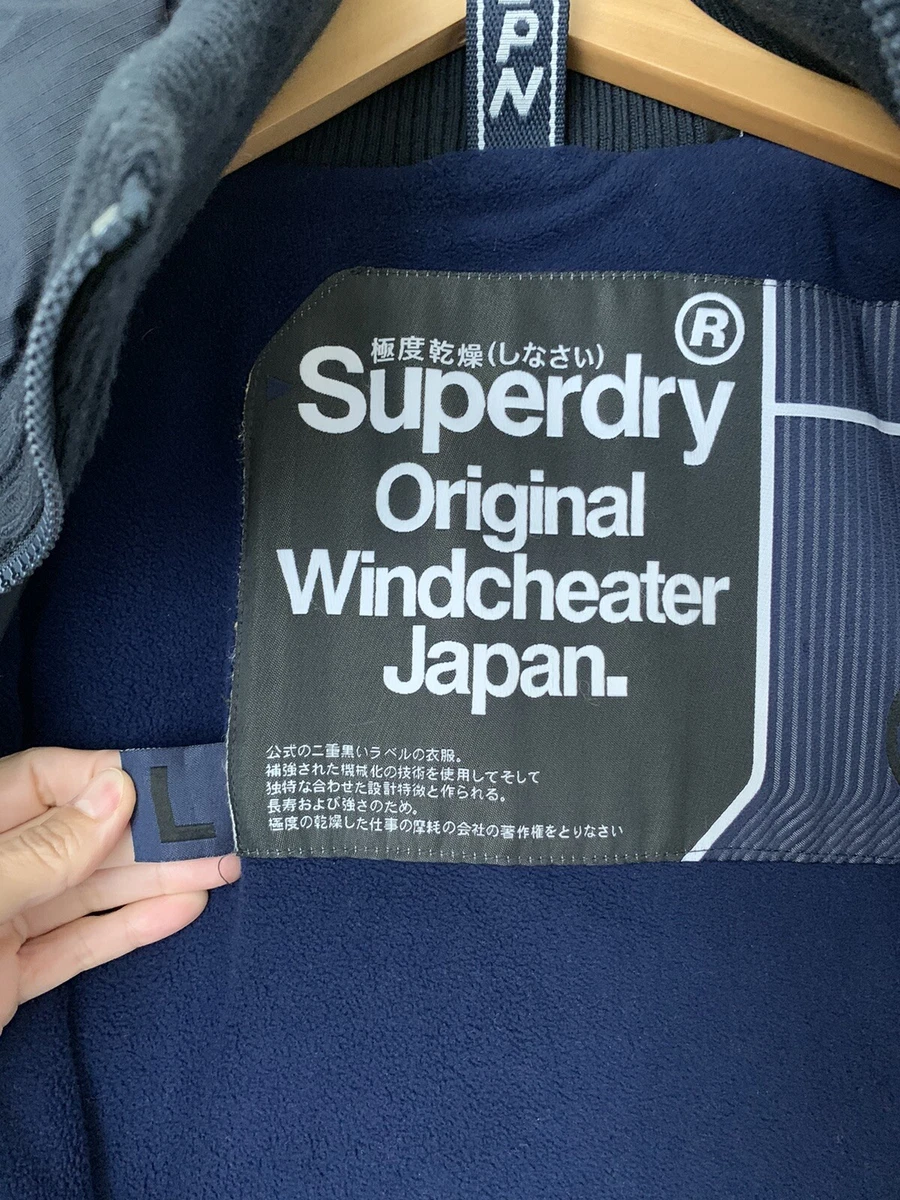 JPN
®
極度乾燥(しなさい)
Superdry
Original
Windcheater
Japan.
公式の二重黒いラベルの衣服。
補強された機械化の技術を使用してそして
独特な合わせた設計特徴と作られる。
長寿および強さのため。
極度の乾燥した仕事の摩耗の会社の著作権をとりなさい
L